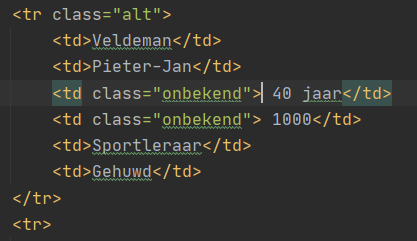 <tr class="alt">
<td>Veldeman</td>
<td>Pieter-Jan</td>
<td class="onbekend"> 40 jaar</td>
<td class="onbekend"> 1000</td>
<td>Sportleraar</td>
<td>Gehuwd</td>
</tr>
<tr>